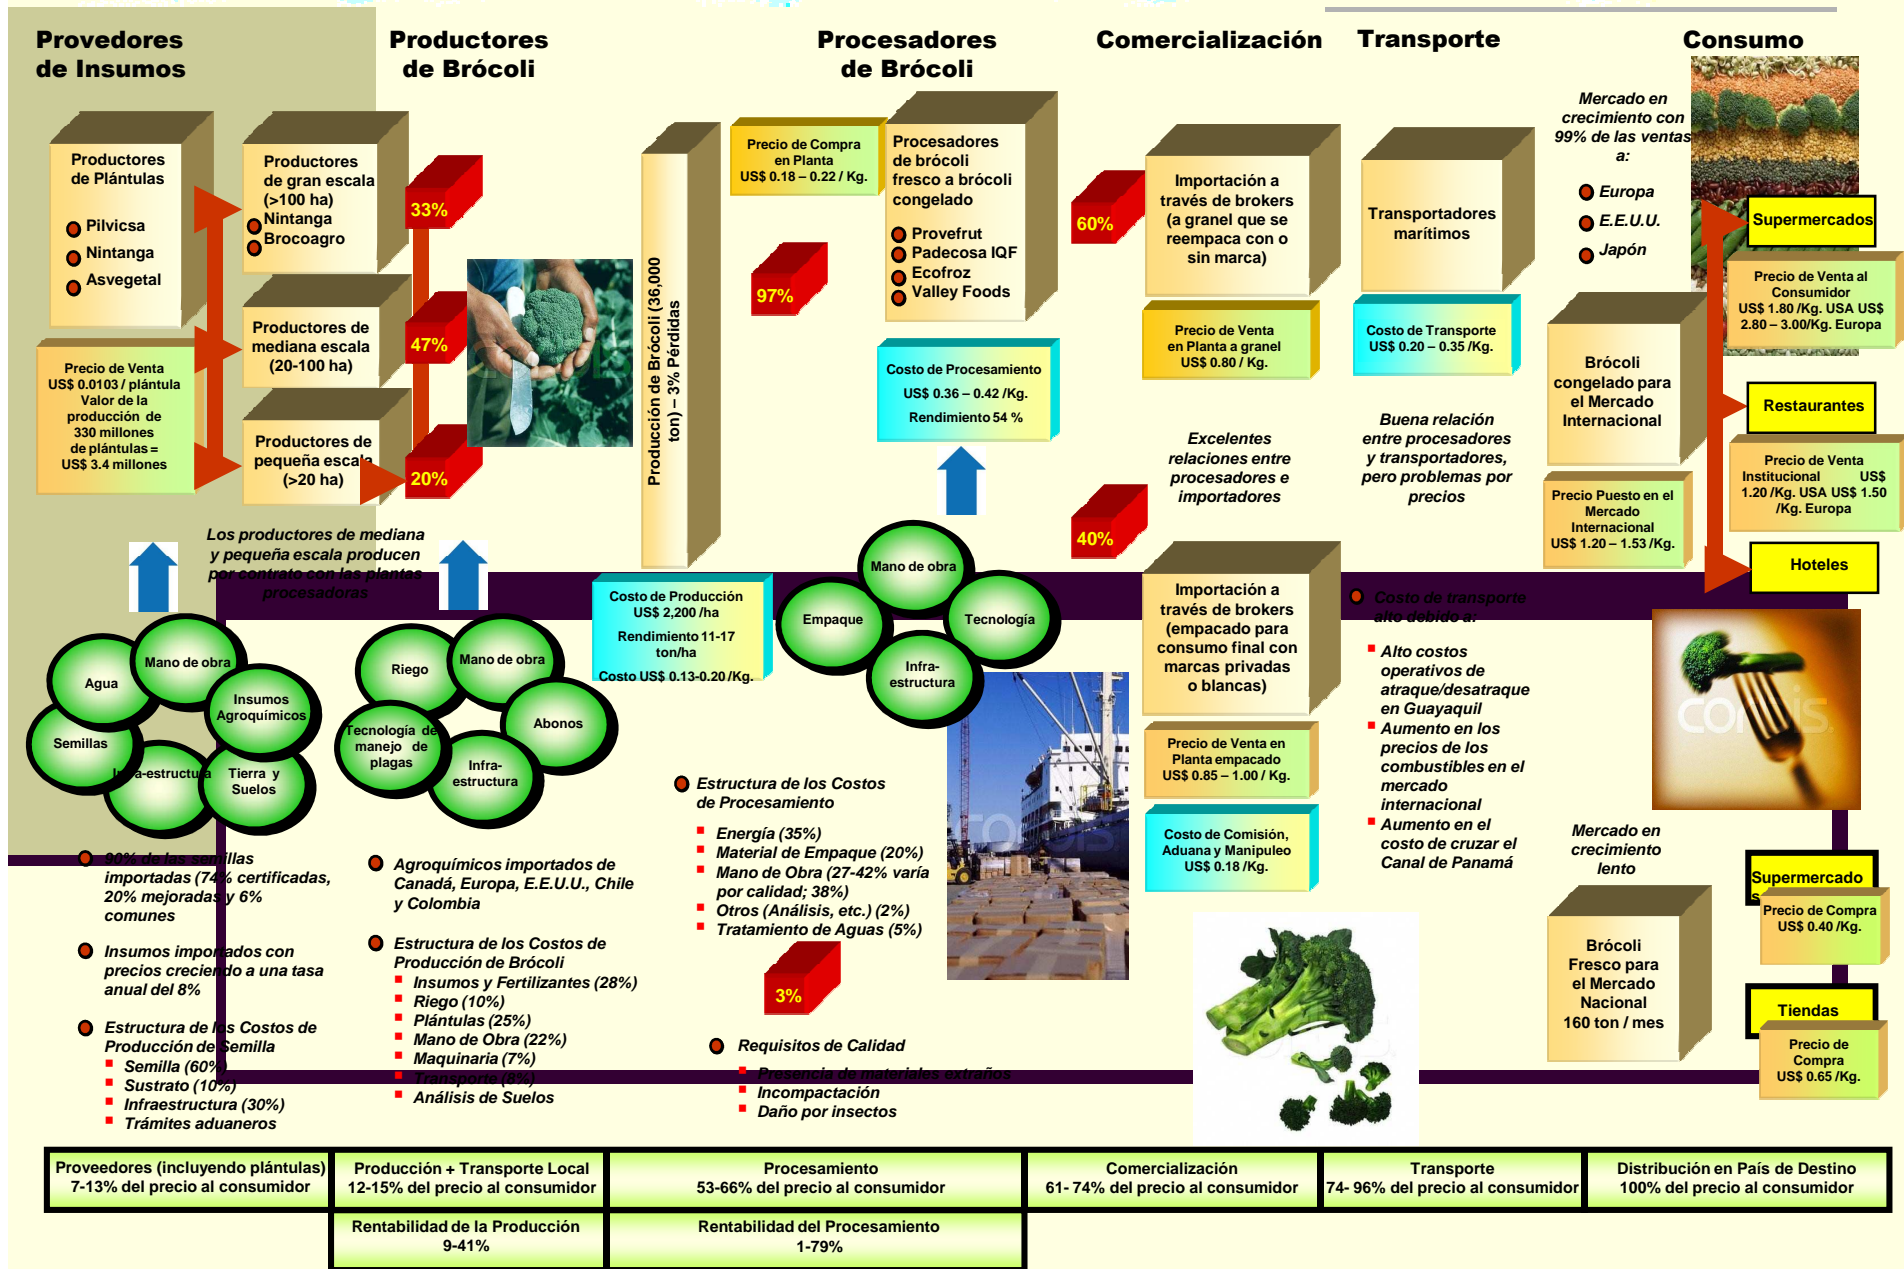 Provedores
de Insumos
Productores
de Brócoli
Procesadores
de Brócoli
Comercialización
Transporte
Consumo
Productores
de Plántulas
Pilvicsa
Nintanga
Asvegetal
Precio de Venta
US$ 0.0103 / plántula
Valor de la
producción de
330 millones
de plántulas =
US$ 3.4 millones
Productores
de gran escala
(>100 ha)
Nintanga
Brocoagro
Productores de
mediana escala
(20-100 ha)
Productores de
pequeña escala
(>20 ha)
33%
47%
20%
Los productores de mediana
y pequeña escala producen
por contrato con las plantas
procesadoras
Producción de Brócoli (36,000
ton) – 3% Pérdidas
Precio de Compra
en Planta
US$ 0.18 – 0.22 / Kg.
97%
Procesadores
de brócoli
fresco a brócoli
congelado
Provefrut
Padecosa IQF
Ecofroz
Valley Foods
Costo de Procesamiento
US$ 0.36 – 0.42 /Kg.
Rendimiento 54 %
60%
40%
Importación a
través de brokers
(a granel que se
reempaca con o
sin marca)
Precio de Venta
en Planta a granel
US$ 0.80 / Kg.
Excelentes
relaciones entre
procesadores e
importadores
Importación a
través de brokers
(empacado para
consumo final con
marcas privadas
o blancas)
Precio de Venta en
Planta empacado
US$ 0.85 – 1.00 / Kg.
Costo de Comisión,
Aduana y Manipuleo
US$ 0.18 /Kg.
Transportadores
marítimos
Costo de Transporte
US$ 0.20 – 0.35 /Kg.
Buena relación
entre procesadores
y transportadores,
pero problemas por
precios
Costo de transporte
alto debido a:
Alto costos
operativos de
atraque/desatraque
en Guayaquil
Aumento en los
precios de los
combustibles en el
mercado
internacional
Aumento en el
costo de cruzar el
Canal de Panamá
Mercado en
crecimiento con
99% de las ventas
a:
Europa
E.E.U.U.
Japón
Brócoli
congelado para
el Mercado
Internacional
Precio Puesto en el
Mercado
Internacional
US$ 1.20 – 1.53 /Kg.
Supermercados
Precio de Venta al
Consumidor
US$ 1.80 /Kg. USA US$
2.80 – 3.00/Kg. Europa
Restaurantes
Precio de Venta
Institucional US$
1.20 /Kg. USA US$ 1.50
/Kg. Europa
Hoteles
Mercado en
crecimiento
lento
Brócoli
Fresco para
el Mercado
Nacional
160 ton / mes
Supermercado
Precio de Compra
US$ 0.40 /Kg.
Tiendas
Precio de
Compra
US$ 0.65 /Kg.
Agua
Mano de obra
Insumos
Agroquímicos
Semillas
Infra-estructura
Tierra y
Suelos
Riego
Mano de obra
Abonos
Tecnología de
manejo de
plagas
Infra-
estructura
Costo de Producción
US$ 2,200 /ha
Rendimiento 11-17
ton/ha
Costo US$ 0.13-0.20 /Kg.
Mano de obra
Empaque
Tecnología
Infra-
estructura
90% de las semillas
importadas (74% certificadas,
20% mejoradas y 6%
comunes
Insumos importados con
precios creciendo a una tasa
anual del 8%
Estructura de los Costos de
Producción de Semilla
Semilla (60%)
Sustrato (10%)
Infraestructura (30%)
Trámites aduaneros
Agroquímicos importados de
Canadá, Europa, E.E.U.U., Chile
y Colombia
Estructura de los Costos de
Producción de Brócoli
Insumos y Fertilizantes (28%)
Riego (10%)
Plántulas (25%)
Mano de Obra (22%)
Maquinaria (7%)
Transporte (8%)
Análisis de Suelos
Estructura de los Costos
de Procesamiento
Energía (35%)
Material de Empaque (20%)
Mano de Obra (27-42% varía
por calidad; 38%)
Otros (Análisis, etc.) (2%)
Tratamiento de Aguas (5%)
3%
Requisitos de Calidad
Presencia de materiales extraños
Incompactación
Daño por insectos
corbis.
Proveedores (incluyendo plántulas)
7-13% del precio al consumidor
Producción + Transporte Local
12-15% del precio al consumidor
Procesamiento
53-66% del precio al consumidor
Comercialización
61- 74% del precio al consumidor
Transporte
74- 96% del precio al consumidor
Distribución en País de Destino
100% del precio al consumidor
Rentabilidad de la Producción
9-41%
Rentabilidad del Procesamiento
1-79%